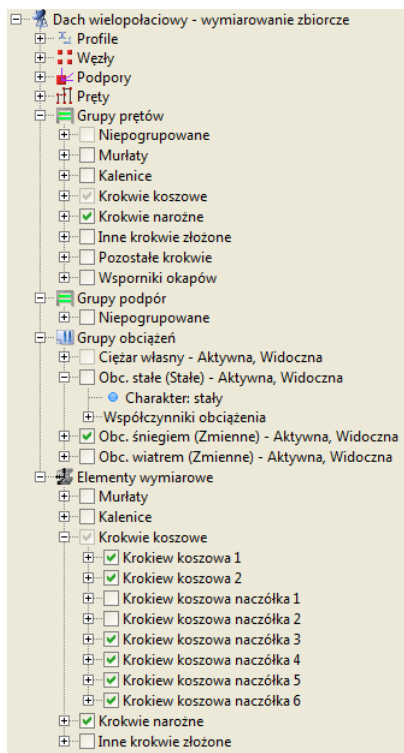 Dach wielopołaciowy - wymiarowanie zbiorcze
Profile
Węzły
Podpory
Pręty
Grupy prętów
Niepogrupowane
Murłaty
Kalenice
Krokwie koszowe
Krokwie narożne
Inne krokwie złożone
Pozostałe krokwie
Wsporniki okapów
Grupy podpór
Niepogrupowane
Grupy obciążeń
Ciężar własny - Aktywna, Widoczna
Obc. stałe (Stałe) - Aktywna, Widoczna
Charakter: stały
Współczynniki obciążenia
Obc. śniegiem (Zmienne) - Aktywna, Widoczna
Obc. wiatrem (Zmienne) - Aktywna, Widoczna
Elementy wymiarowe
Murłaty
Kalenice
Krokwie koszowe
Krokiew koszowa 1
Krokiew koszowa 2
Krokiew koszowa naczółka 1
Krokiew koszowa naczółka 2
Krokiew koszowa naczółka 3
Krokiew koszowa naczółka 4
Krokiew koszowa naczółka 5
Krokiew koszowa naczółka 6
Krokwie narożne
Inne krokwie złożone